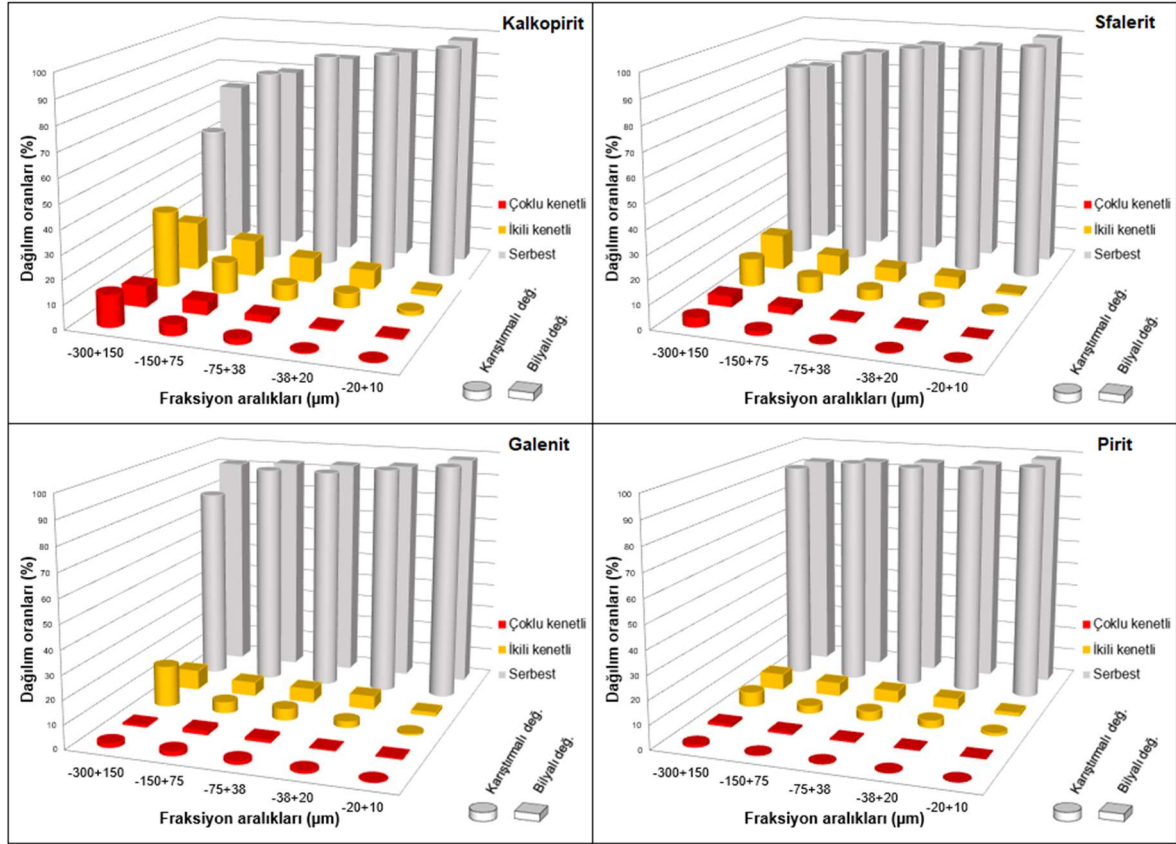 Kalkopirit
Dağılım oranları (%)
100
90
80
70
60
50
40
30
20
10
0
-300+150
-150+75
-75+38
-38+20
-20+10
Fraksiyon aralıkları (µm)
Çoklu kenetli
İkili kenetli
Serbest
Karıştırmalı değ.
Bilyalı değ.
Sfalerit
Dağılım oranları (%)
100
90
80
70
60
50
40
30
20
10
0
-300+150
-150+75
-75+38
-38+20
-20+10
Fraksiyon aralıkları (µm)
Çoklu kenetli
İkili kenetli
Serbest
Karıştırmalı değ.
Bilyalı değ.
Galenit
Dağılım oranları (%)
100
90
80
70
60
50
40
30
20
10
0
-300+150
-150+75
-75+38
-38+20
-20+10
Fraksiyon aralıkları (µm)
Çoklu kenetli
İkili kenetli
Serbest
Karıştırmalı değ.
Bilyalı değ.
Pirit
Dağılım oranları (%)
100
90
80
70
60
50
40
30
20
10
0
-300+150
-150+75
-75+38
-38+20
-20+10
Fraksiyon aralıkları (µm)
Çoklu kenetli
İkili kenetli
Serbest
Karıştırmalı değ.
Bilyalı değ.